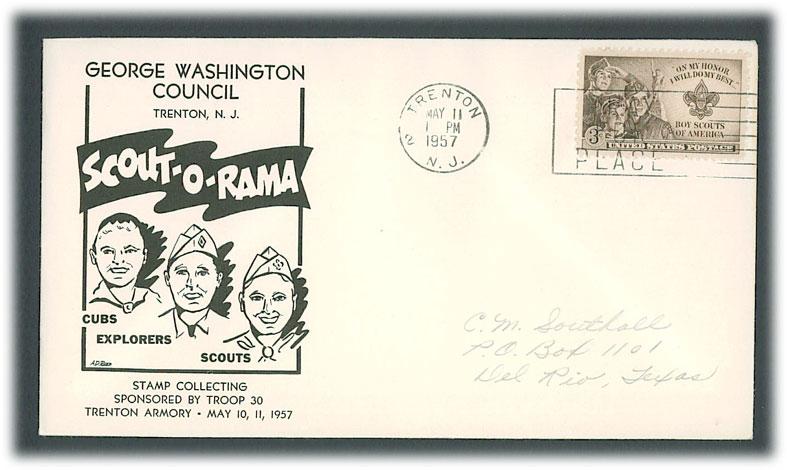 GEORGE WASHINGTON
COUNCIL
TRENTON, N. J.
SCOUT-O-RAMA
CUBS
EXPLORERS
SCOUTS
STAMP COLLECTING
SPONSORED BY TROOP 30
TRENTON ARMORY • MAY 10, 11, 1957
TRENTON
MAY 11
1 PM
1957
2 N. J.
"ON MY HONOR
I WILL DO MY BEST"
BOY SCOUTS
OF AMERICA
3¢
UNITED STATES POSTAGE
PEACE
C. M. Southall
P.O. Box 1101
Del Rio, Texas